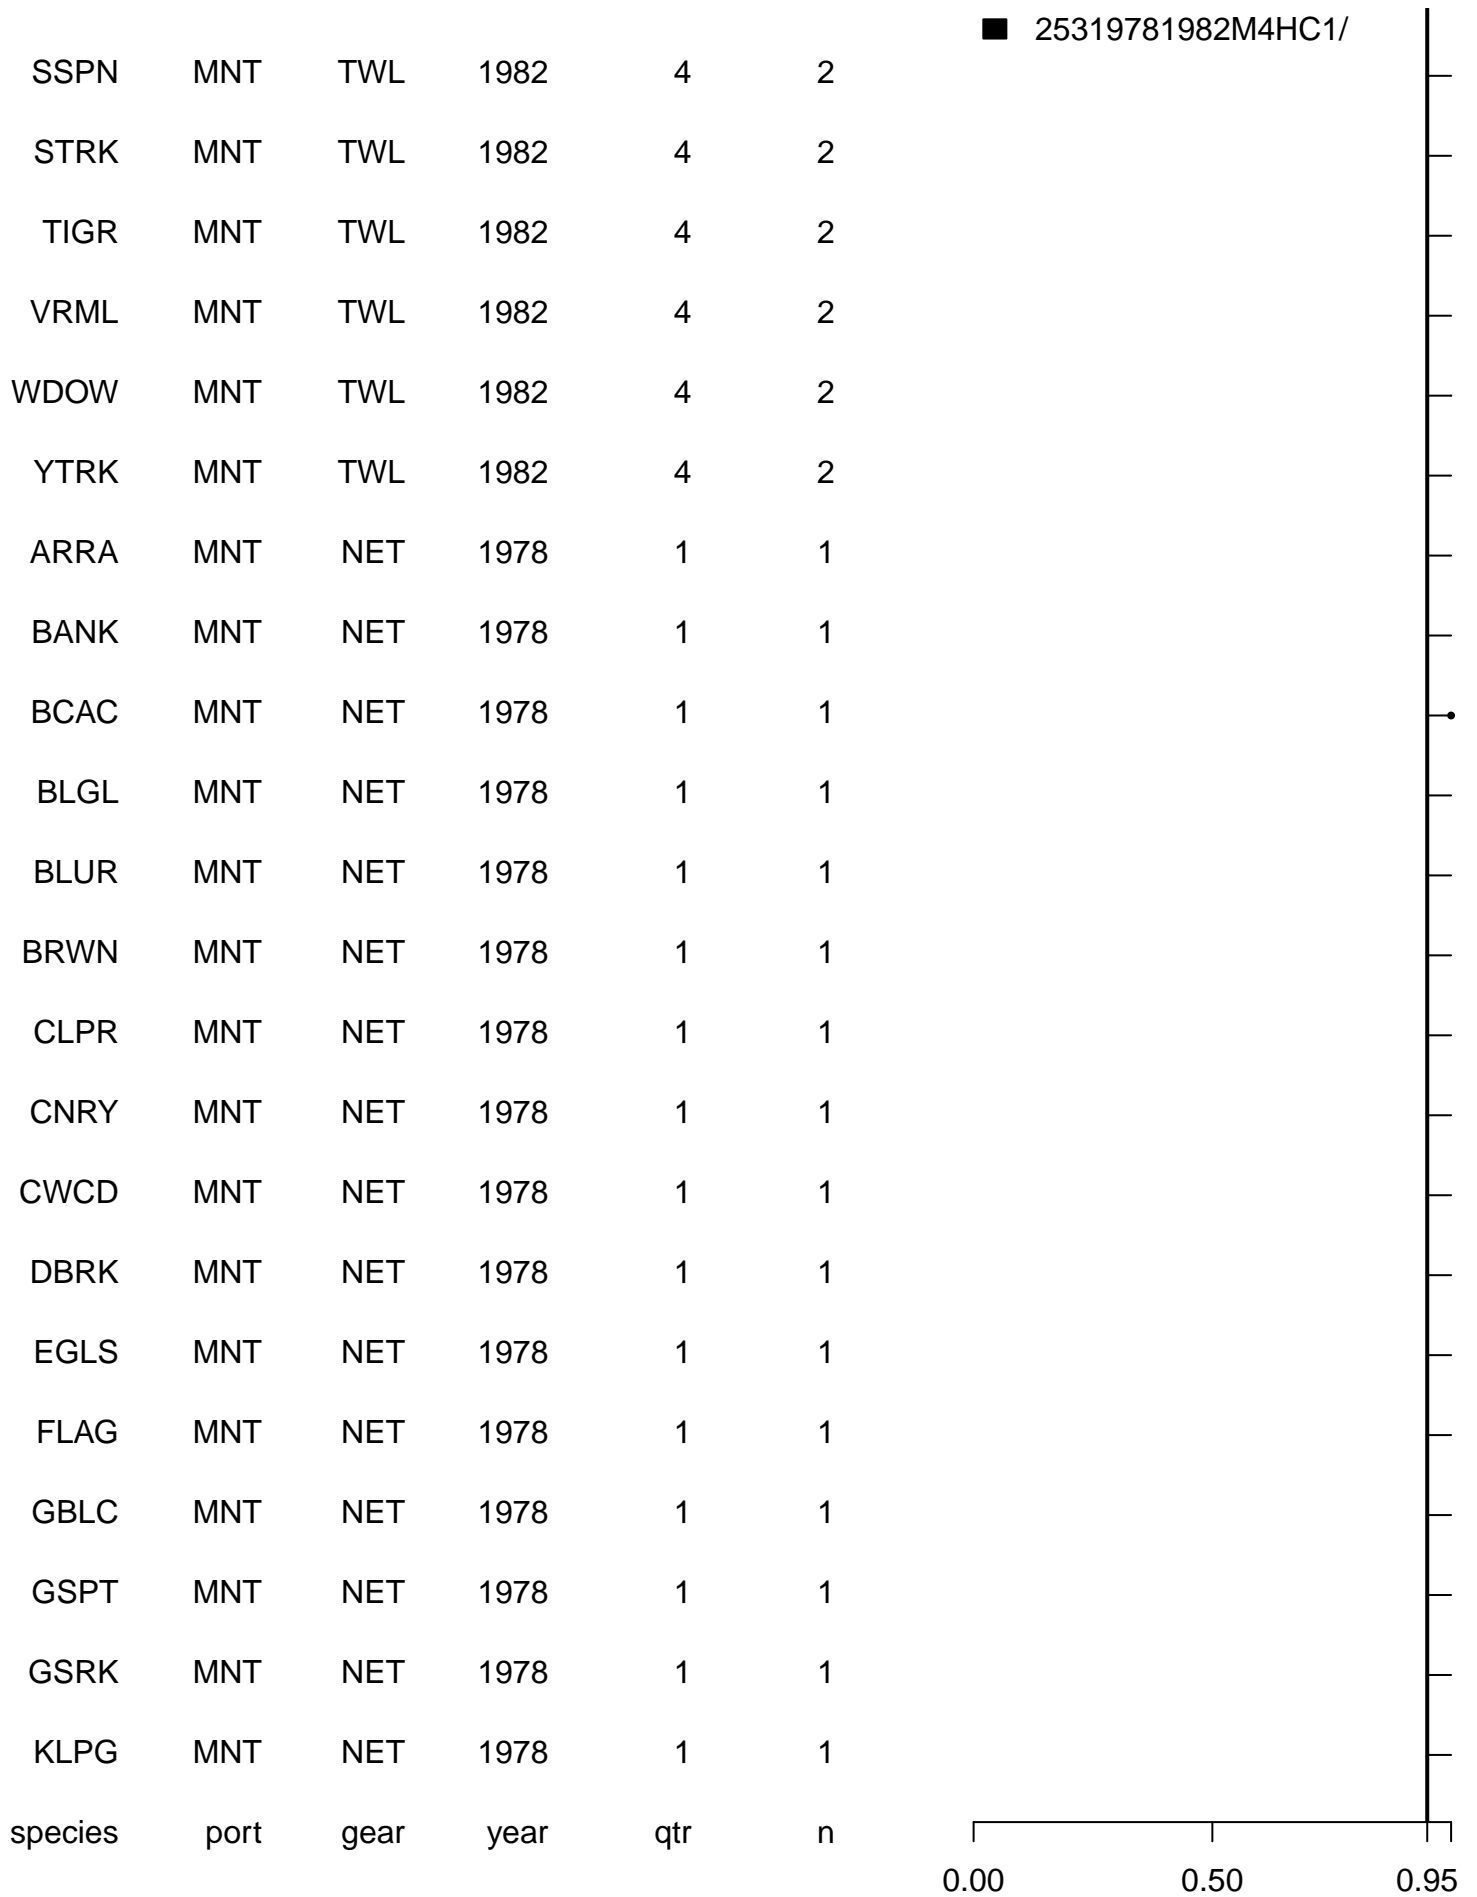 25319781982M4HC1/
SSPN MNT TWL 1982 4 2
STRK MNT TWL 1982 4 2
TIGR MNT TWL 1982 4 2
VRML MNT TWL 1982 4 2
WDOW MNT TWL 1982 4 2
YTRK MNT TWL 1982 4 2
ARRA MNT NET 1978 1 1
BANK MNT NET 1978 1 1
BCAC MNT NET 1978 1 1
BLGL MNT NET 1978 1 1
BLUR MNT NET 1978 1 1
BRWN MNT NET 1978 1 1
CLPR MNT NET 1978 1 1
CNRY MNT NET 1978 1 1
CWCD MNT NET 1978 1 1
DBRK MNT NET 1978 1 1
EGLS MNT NET 1978 1 1
FLAG MNT NET 1978 1 1
GBLC MNT NET 1978 1 1
GSPT MNT NET 1978 1 1
GSRK MNT NET 1978 1 1
KLPG MNT NET 1978 1 1
species port gear year qtr n
0.00 0.50 0.95